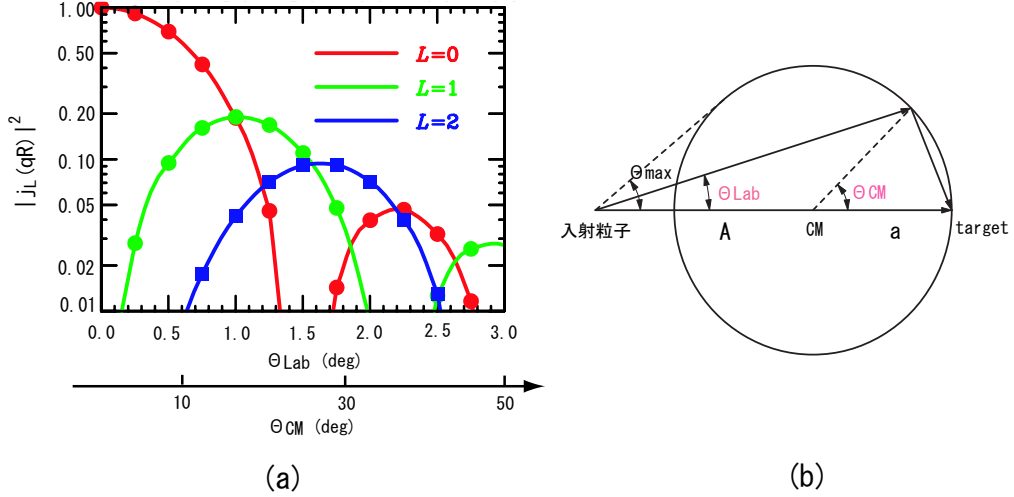 1.00
0.50
0.20
0.10
0.05
0.02
0.01
|jL(qR)|²
L=0
L=1
L=2
0.0 0.5 1.0 1.5 2.0 2.5 3.0
ΘLab (deg)
10 30 50
ΘCM (deg)
(a)
Θmax
ΘLab
ΘCM
入射粒子
A
CM
a
target
(b)